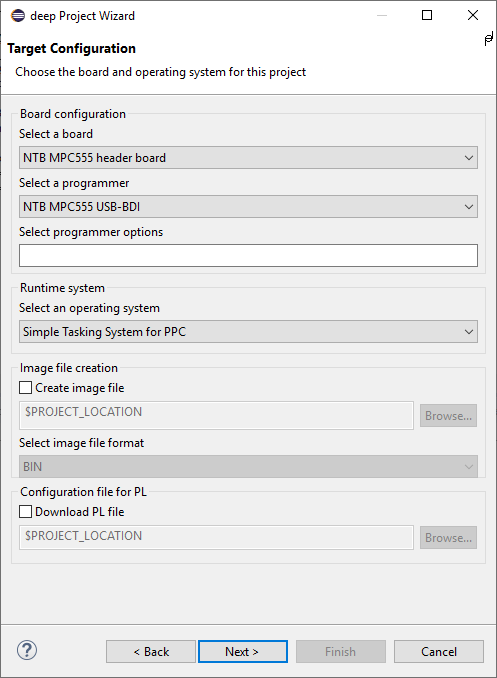 deep Project Wizard
Target Configuration
Choose the board and operating system for this project
Board configuration
Select a board
NTB MPC555 header board
Select a programmer
NTB MPC555 USB-BDI
Select programmer options
Runtime system
Select an operating system
Simple Tasking System for PPC
Image file creation
Create image file
$PROJECT_LOCATION
Browse...
Select image file format
BIN
Configuration file for PL
Download PL file
$PROJECT_LOCATION
Browse...
? < Back Next > Finish Cancel